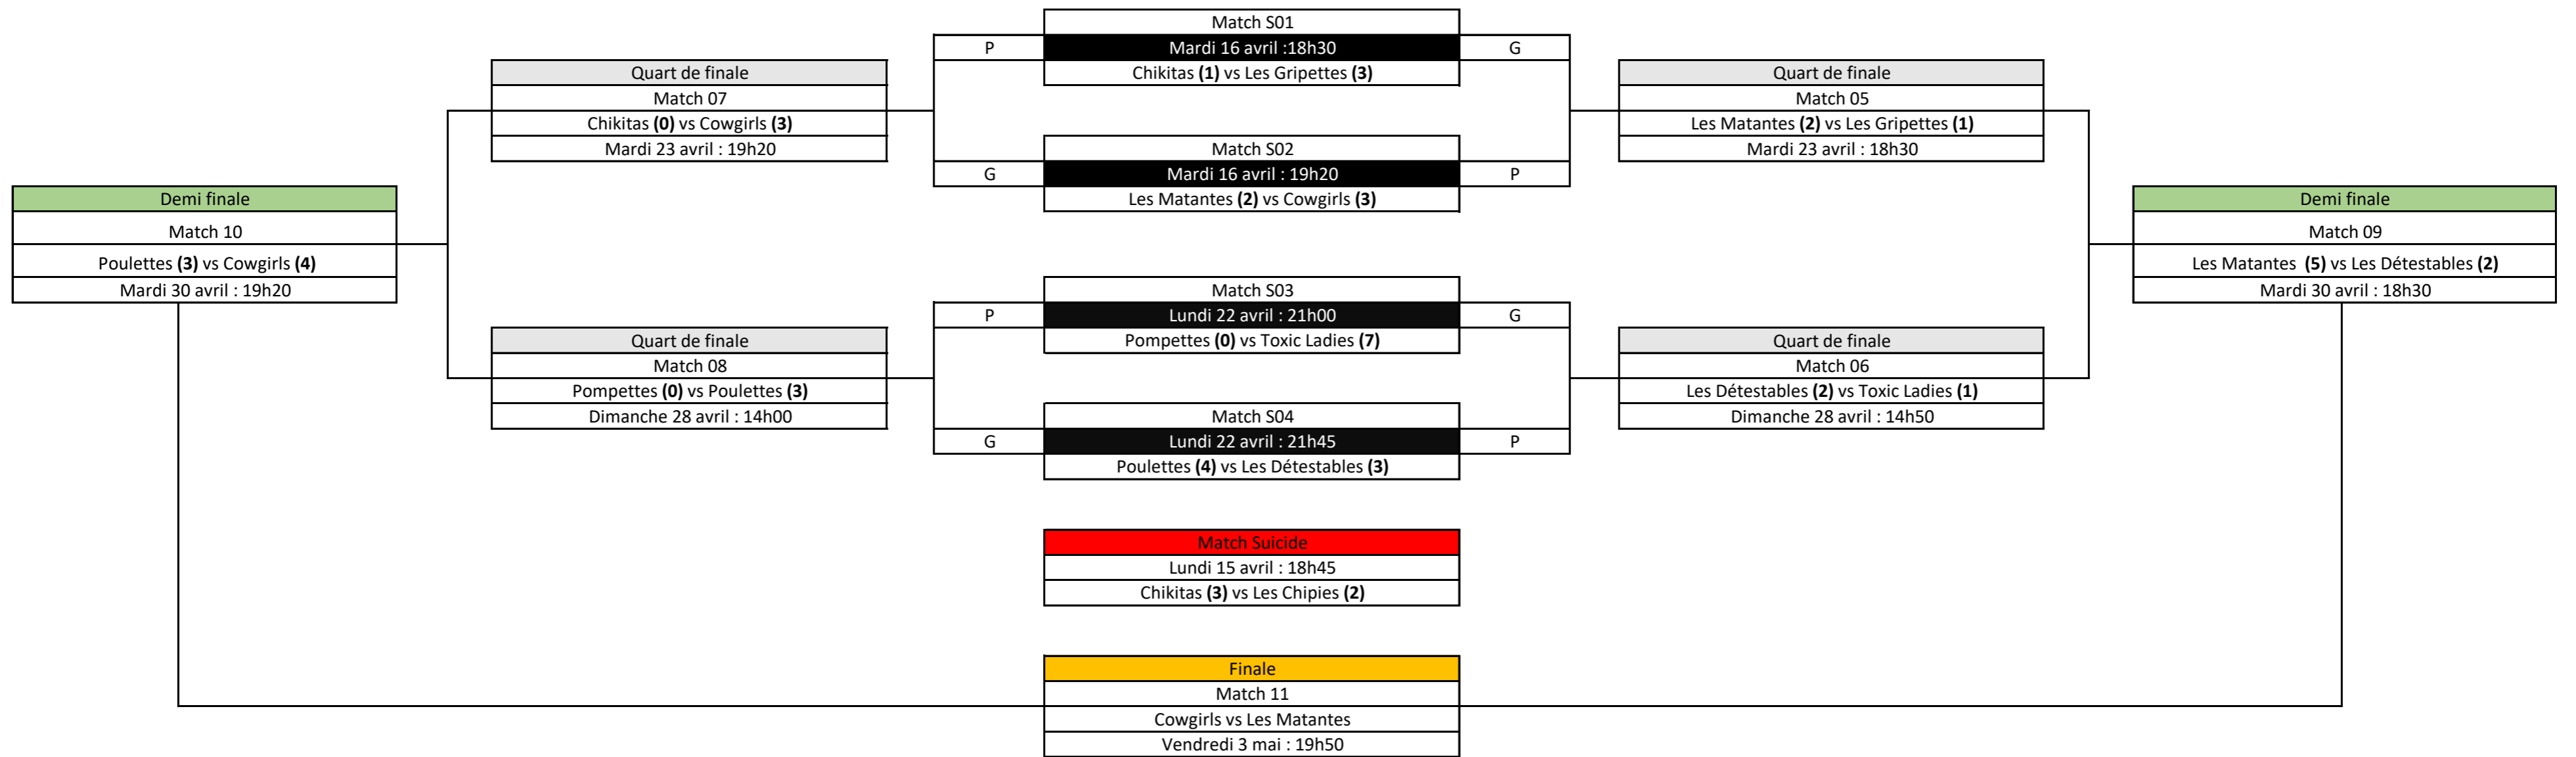 Match S01
P
Mardi 16 avril :18h30
G
Chikitas (1) vs Les Gripettes (3)
Quart de finale
Match 07
Chikitas (0) vs Cowgirls (3)
Mardi 23 avril : 19h20
Quart de finale
Match 05
Les Matantes (2) vs Les Gripettes (1)
Mardi 23 avril : 18h30
Match S02
G
Mardi 16 avril : 19h20
P
Les Matantes (2) vs Cowgirls (3)
Demi finale
Match 10
Poulettes (3) vs Cowgirls (4)
Mardi 30 avril : 19h20
Demi finale
Match 09
Les Matantes (5) vs Les Détestables (2)
Mardi 30 avril : 18h30
Match S03
P
Lundi 22 avril : 21h00
G
Pompettes (0) vs Toxic Ladies (7)
Quart de finale
Match 08
Pompettes (0) vs Poulettes (3)
Dimanche 28 avril : 14h00
Quart de finale
Match 06
Les Détestables (2) vs Toxic Ladies (1)
Dimanche 28 avril : 14h50
Match S04
G
Lundi 22 avril : 21h45
P
Poulettes (4) vs Les Détestables (3)
Match Suicide
Lundi 15 avril : 18h45
Chikitas (3) vs Les Chipies (2)
Finale
Match 11
Cowgirls vs Les Matantes
Vendredi 3 mai : 19h50